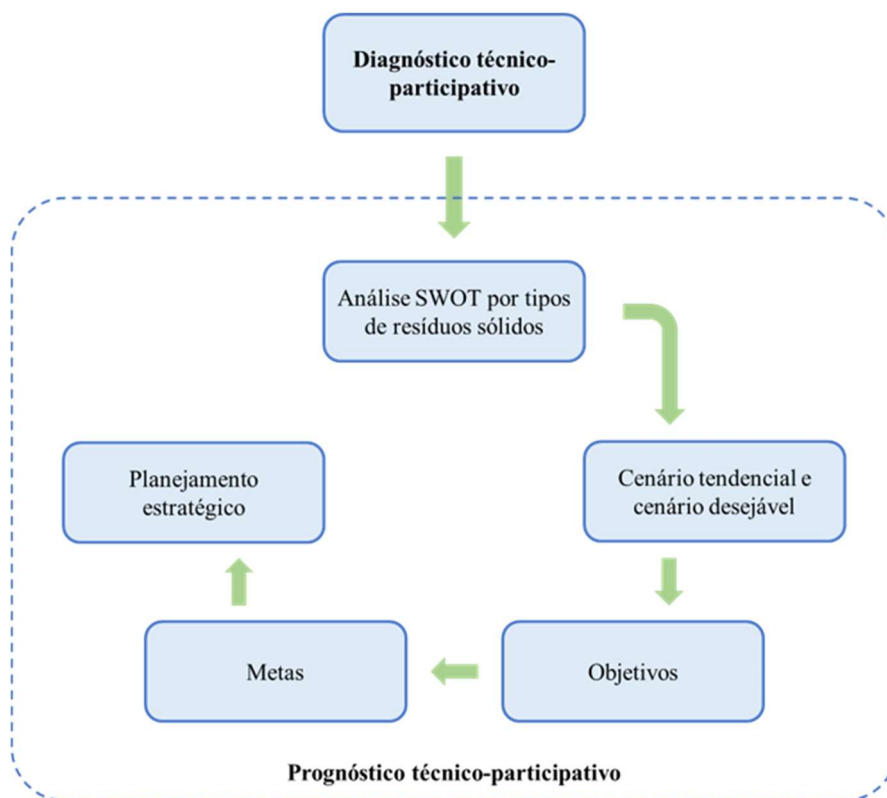 Diagnóstico técnico-
participativo
Análise SWOT por tipos
de resíduos sólidos
Cenário tendencial e
cenário desejável
Objetivos
Metas
Planejamento
estratégico
Prognóstico técnico-participativo